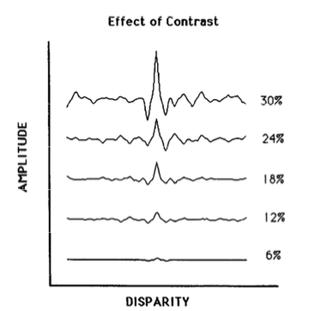 Effect of Contrast
AMPLITUDE
30%
24%
18%
12%
6%
DISPARITY